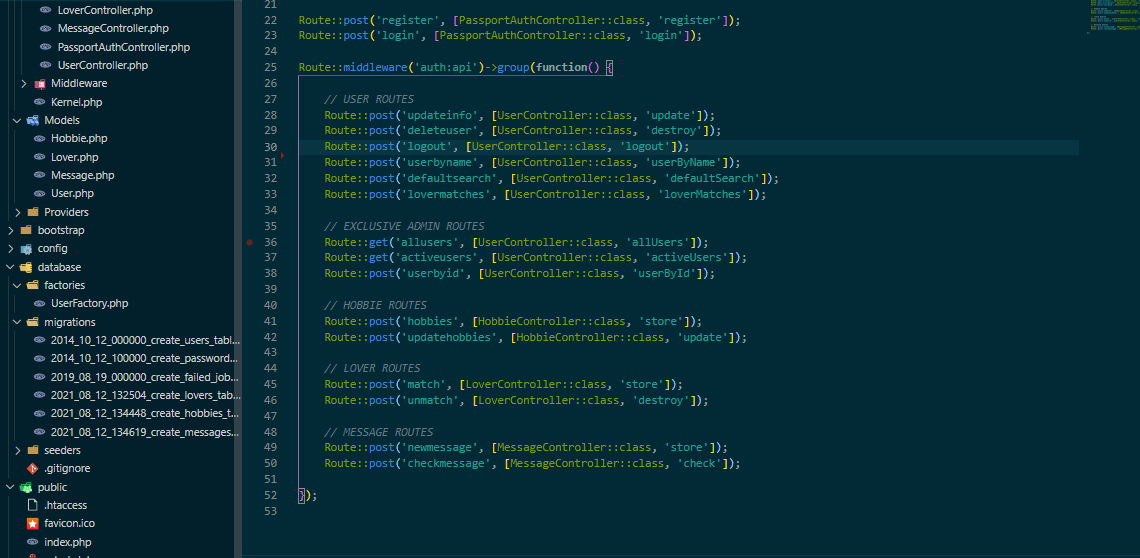 LoverController.php
MessageController.php
PassportAuthController.php
UserController.php
Middleware
Kernel.php
Models
Hobbie.php
Lover.php
Message.php
User.php
Providers
bootstrap
config
database
factories
UserFactory.php
migrations
2014_10_12_000000_create_users_tabl...
2014_10_12_100000_create_password...
2019_08_19_000000_create_failed_job...
2021_08_12_132504_create_lovers_tab...
2021_08_12_134448_create_hobbies_t...
2021_08_12_134619_create_messages...
seeders
.gitignore
public
.htaccess
favicon.ico
index.php
21
22 Route::post('register', [PassportAuthController::class, 'register']);
23 Route::post('login', [PassportAuthController::class, 'login']);
24
25 Route::middleware('auth:api')->group(function() {
26
27 // USER ROUTES
28 Route::post('updateinfo', [UserController::class, 'update']);
29 Route::post('deleteuser', [UserController::class, 'destroy']);
30 Route::post('logout', [UserController::class, 'logout']);
31 Route::post('userbyname', [UserController::class, 'userByName']);
32 Route::post('defaultsearch', [UserController::class, 'defaultSearch']);
33 Route::post('lovermatches', [UserController::class, 'loverMatches']);
34
35 // EXCLUSIVE ADMIN ROUTES
36 Route::get('allusers', [UserController::class, 'allUsers']);
37 Route::get('activeusers', [UserController::class, 'activeUsers']);
38 Route::post('userbyid', [UserController::class, 'userById']);
39
40 // HOBBIE ROUTES
41 Route::post('hobbies', [HobbieController::class, 'store']);
42 Route::post('updatehobbies', [HobbieController::class, 'update']);
43
44 // LOVER ROUTES
45 Route::post('match', [LoverController::class, 'store']);
46 Route::post('unmatch', [LoverController::class, 'destroy']);
47
48 // MESSAGE ROUTES
49 Route::post('newmessage', [MessageController::class, 'store']);
50 Route::post('checkmessage', [MessageController::class, 'check']);
51
52 });
53